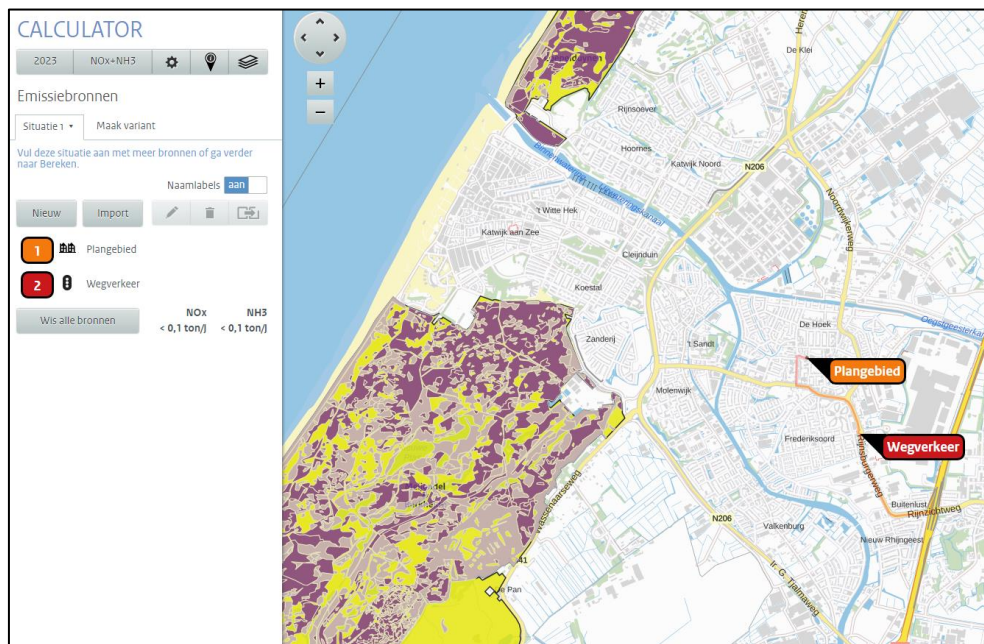 CALCULATOR
2023
NOx+NH3
Emissiebronnen
Situatie 1
Maak variant
Vul deze situatie aan met meer bronnen of ga verder
naar Bereken.
Naamlabels
aan
Nieuw
Import
1
Plangebied
2
Wegverkeer
Wis alle bronnen
NOx
NH3
< 0,1 ton/j
< 0,1 ton/j
De Klei
Rijnsoever
Hoornes
Katwijk Noord
N206
Noordwijkerweg
't Witte Hek
Katwijk aan Zee
Cleijnduin
Koestal
Zanderij
't Sandt
De Hoek
Oegstgeesterka
Plangebied
Molenwijk
Frederiksoord
Wegverkeer
Rijnsburgerweg
Wassenaarseweg
Buitenlust
Rijnzichtweg
N206
Valkenburg
Nieuw Rhijngeest
Ir. G. Tjalmaweg